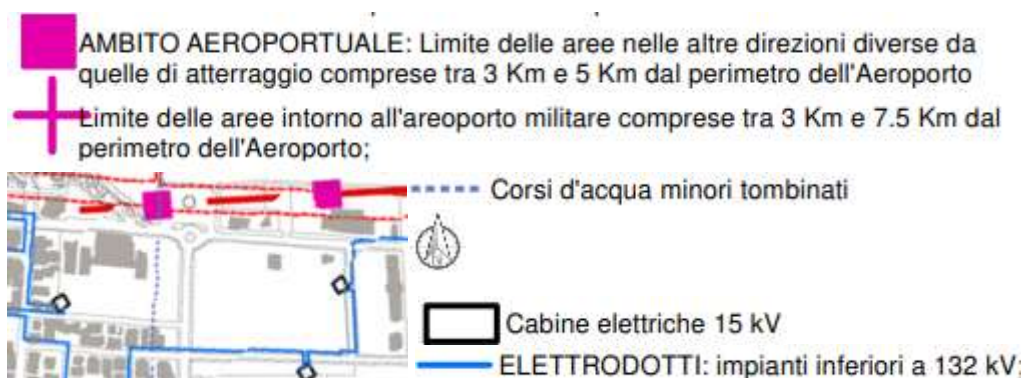 AMBITO AEROPORTUALE: Limite delle aree nelle altre direzioni diverse da
quelle di atterraggio comprese tra 3 Km e 5 Km dal perimetro dell'Aeroporto
Limite delle aree intorno all'areoporto militare comprese tra 3 Km e 7.5 Km dal
perimetro dell'Aeroporto;
Corsi d'acqua minori tombinati
Cabine elettriche 15 kV
ELETTRODOTTI: impianti inferiori a 132 kV;